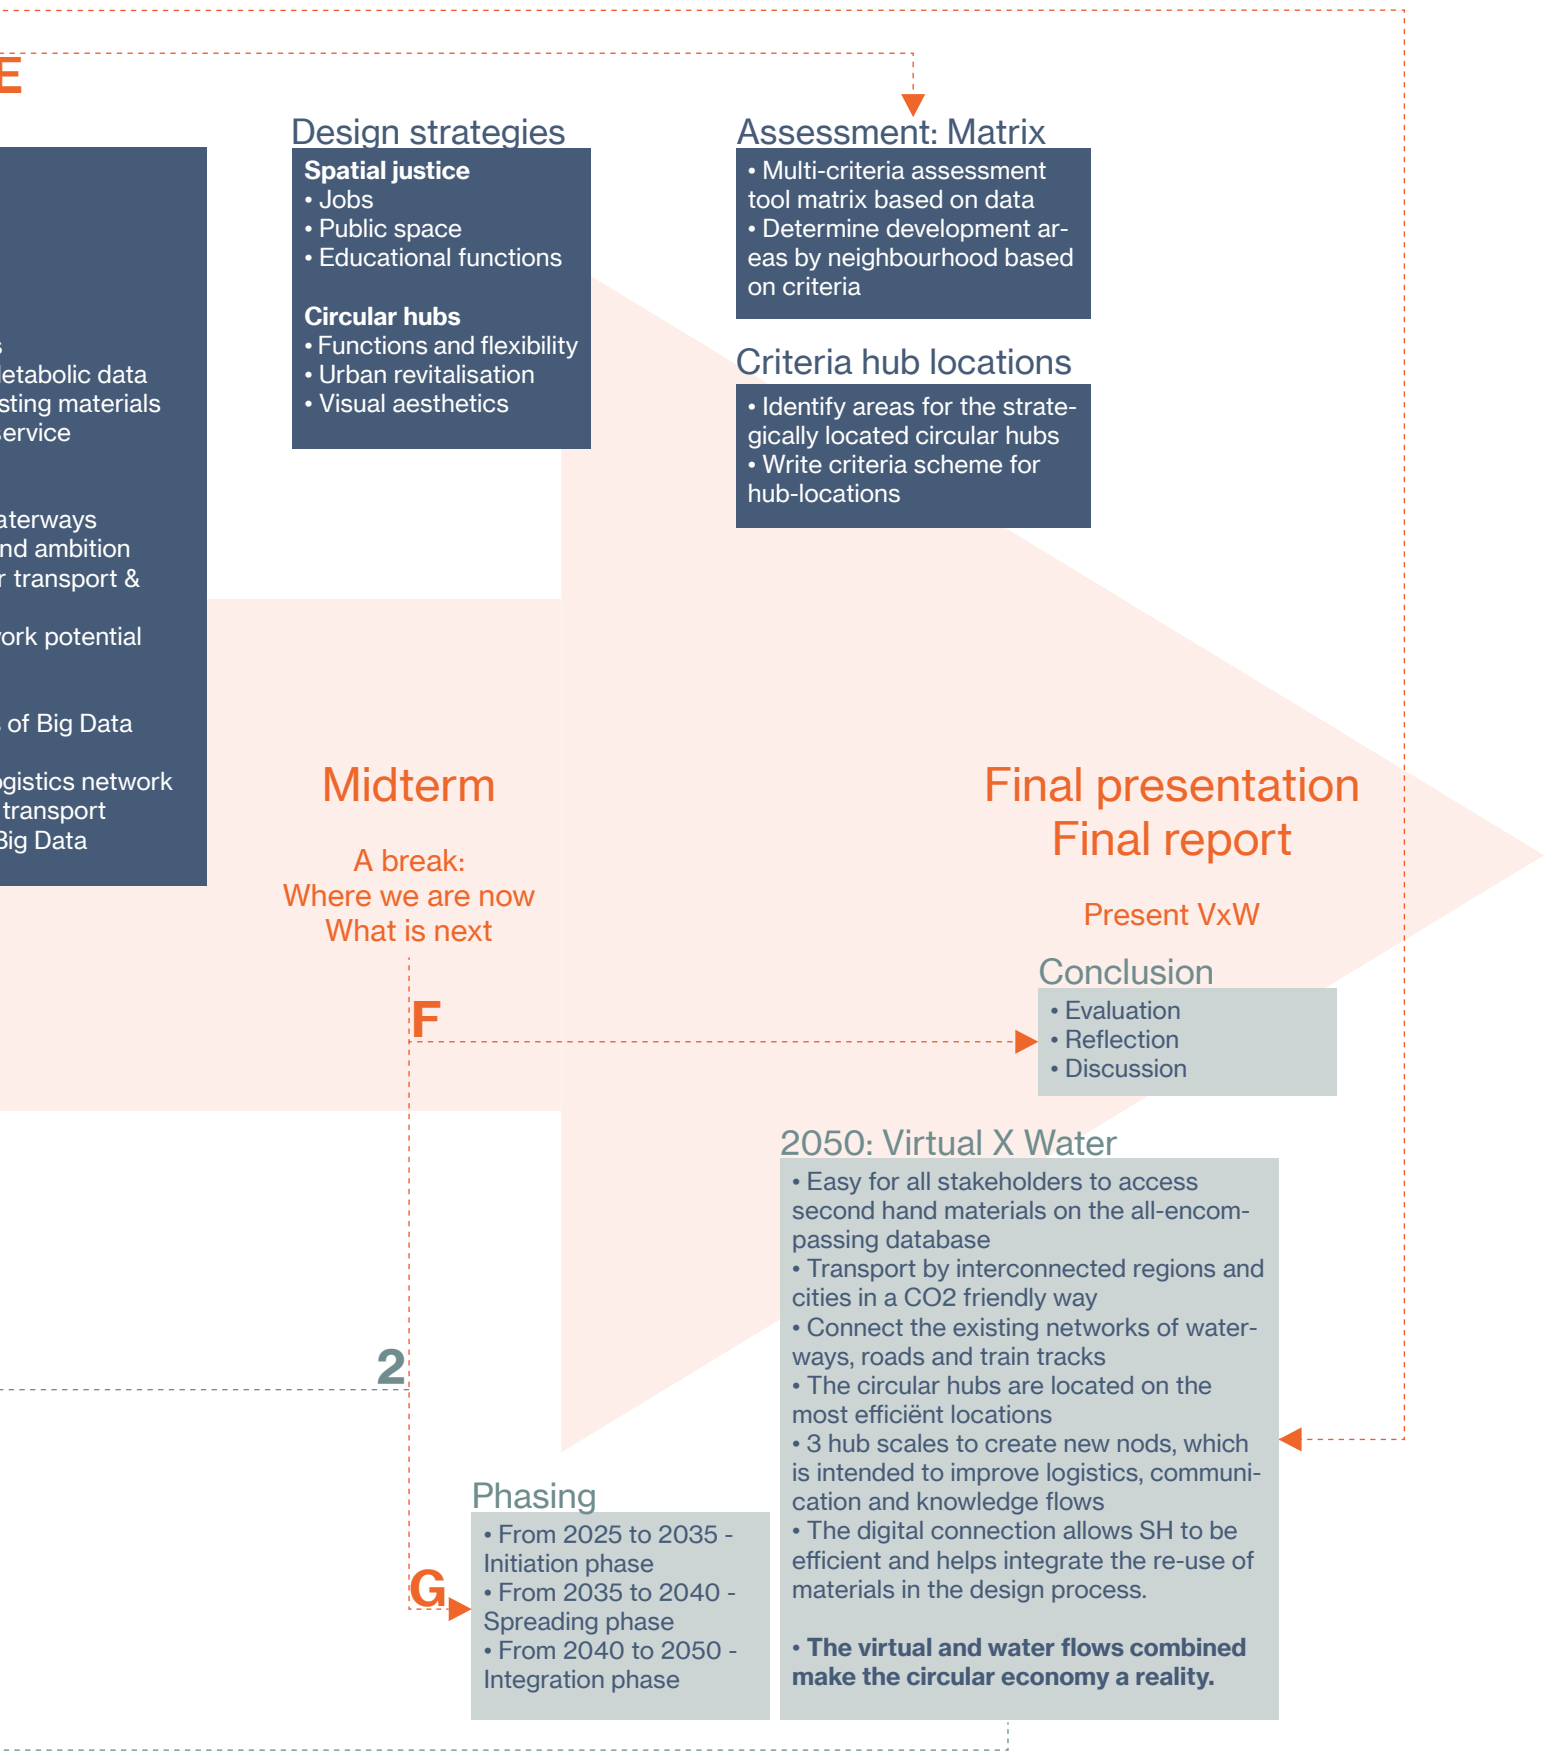 E
Design strategies
Spatial justice
• Jobs
• Public space
• Educational functions
Circular hubs
• Functions and flexibility
• Urban revitalisation
• Visual aesthetics
Assessment: Matrix
• Multi-criteria assessment
tool matrix based on data
• Determine development ar-
eas by neighbourhood based
on criteria
Criteria hub locations
• Identify areas for the strate-
gically located circular hubs
• Write criteria scheme for
hub-locations
data
materials
service
nd ambition
transport &
potential
of Big Data
network
transport
Big Data
Midterm
A break:
Where we are now
What is next
Final presentation
Final report
Present VxW
F
Conclusion
• Evaluation
• Reflection
• Discussion
2050: Virtual X Water
• Easy for all stakeholders to access
second hand materials on the all-encom-
passing database
• Transport by interconnected regions and
cities in a CO2 friendly way
• Connect the existing networks of water-
ways, roads and train tracks
• The circular hubs are located on the
most efficiënt locations
• 3 hub scales to create new nods, which
is intended to improve logistics, communi-
cation and knowledge flows
• The digital connection allows SH to be
efficient and helps integrate the re-use of
materials in the design process.
• The virtual and water flows combined
make the circular economy a reality.
2
Phasing
• From 2025 to 2035 -
Initiation phase
• From 2035 to 2040 -
Spreading phase
• From 2040 to 2050 -
Integration phase
G